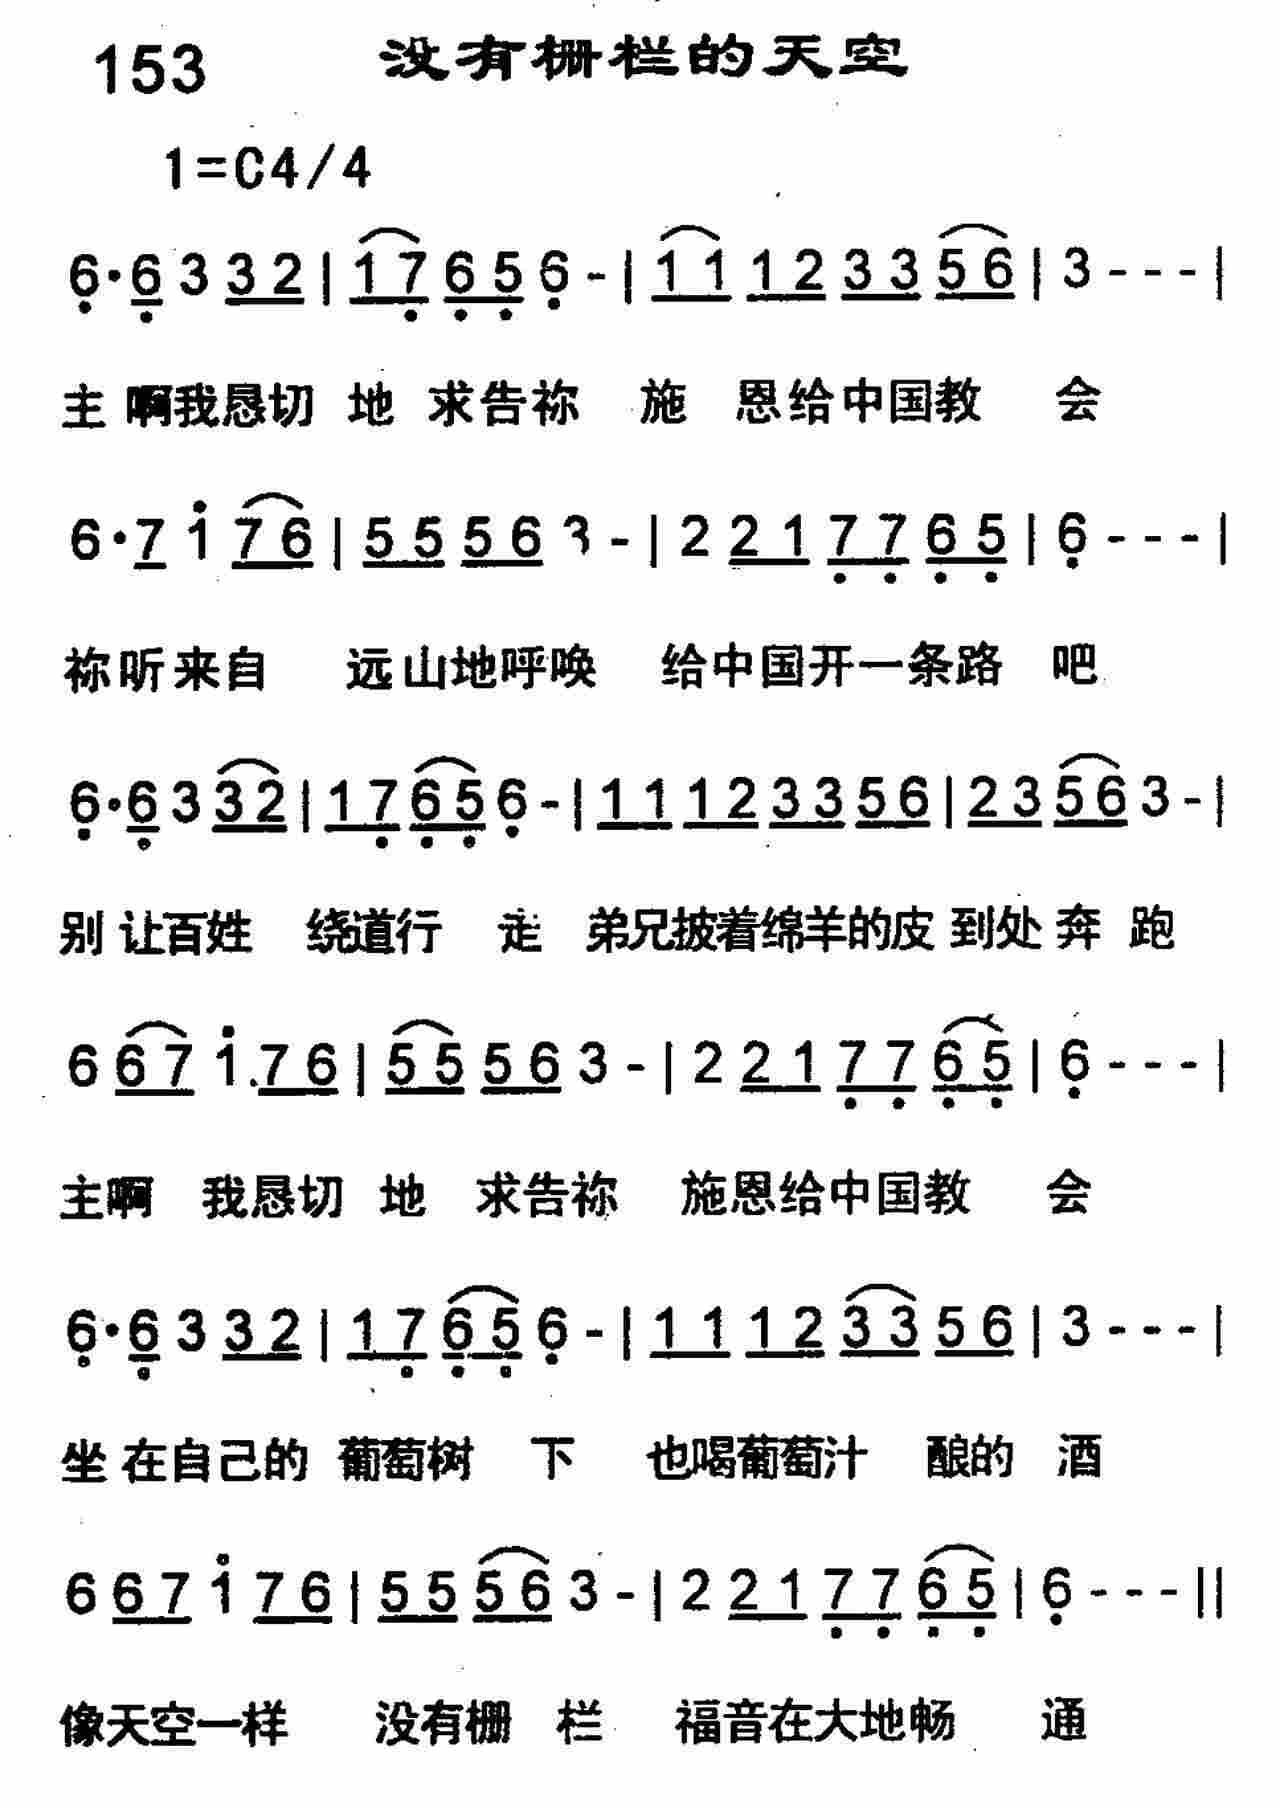 153 没有栅栏的天空
1=C4/4
6·6 3 3 2 | 1 7 6 5 6 - | 1 1 1 2 3 3 5 6 | 3 - - - |
主 啊我恳切 地 求告祢 施 恩给中国教 会
6·7 1 7 6 | 5 5 5 6 3 - | 2 2 1 7 7 6 5 | 6 - - - |
祢听来自 远山地呼唤 给中国开一条路 吧
6·6 3 3 2 | 1 7 6 5 6 - | 1 1 1 2 3 3 5 6 | 2 3 5 6 3 - |
别 让百姓 绕道行 走 弟兄披着绵羊的皮 到处奔 跑
6 6 7 1.7 6 | 5 5 5 6 3 - | 2 2 1 7 7 6 5 | 6 - - - |
主啊 我恳切 地 求告祢 施恩给中国教 会
6·6 3 3 2 | 1 7 6 5 6 - | 1 1 1 2 3 3 5 6 | 3 - - - |
坐 在自己的 葡萄树 下 也喝葡萄汁 酿的 酒
6 6 7 1 7 6 | 5 5 5 6 3 - | 2 2 1 7 7 6 5 | 6 - - - ||
像天空一样 没有栅 栏 福音在大地畅 通